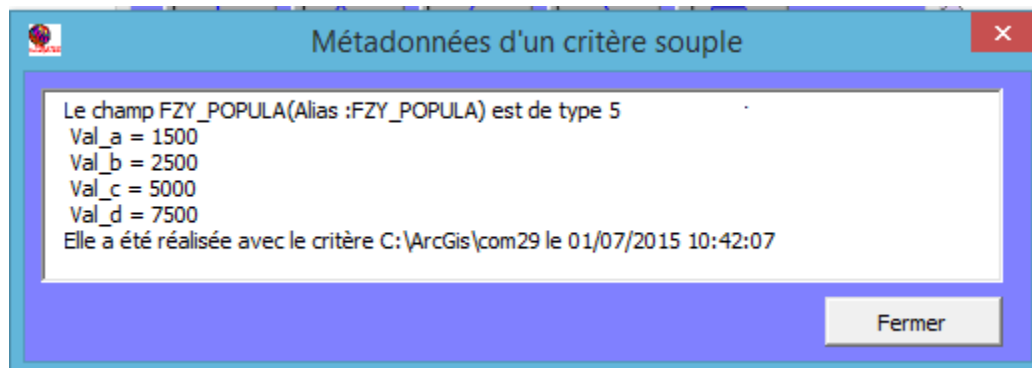 Métadonnées d'un critère souple
Le champ FZY_POPULA(Alias :FZY_POPULA) est de type 5
Val_a = 1500
Val_b = 2500
Val_c = 5000
Val_d = 7500
Elle a été réalisée avec le critère C:\ArcGis\com29 le 01/07/2015 10:42:07
Fermer